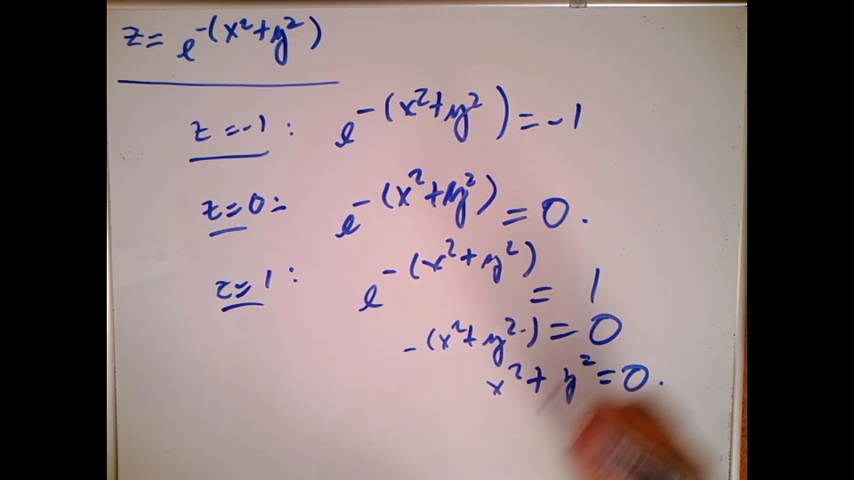 z = e^-(x²+y²)
z = -1 : e^-(x²+y²) = -1
z = 0 : e^-(x²+y²) = 0.
z = 1 : e^-(x²+y²) = 1
-(x²+y²) = 0
x²+y² = 0.